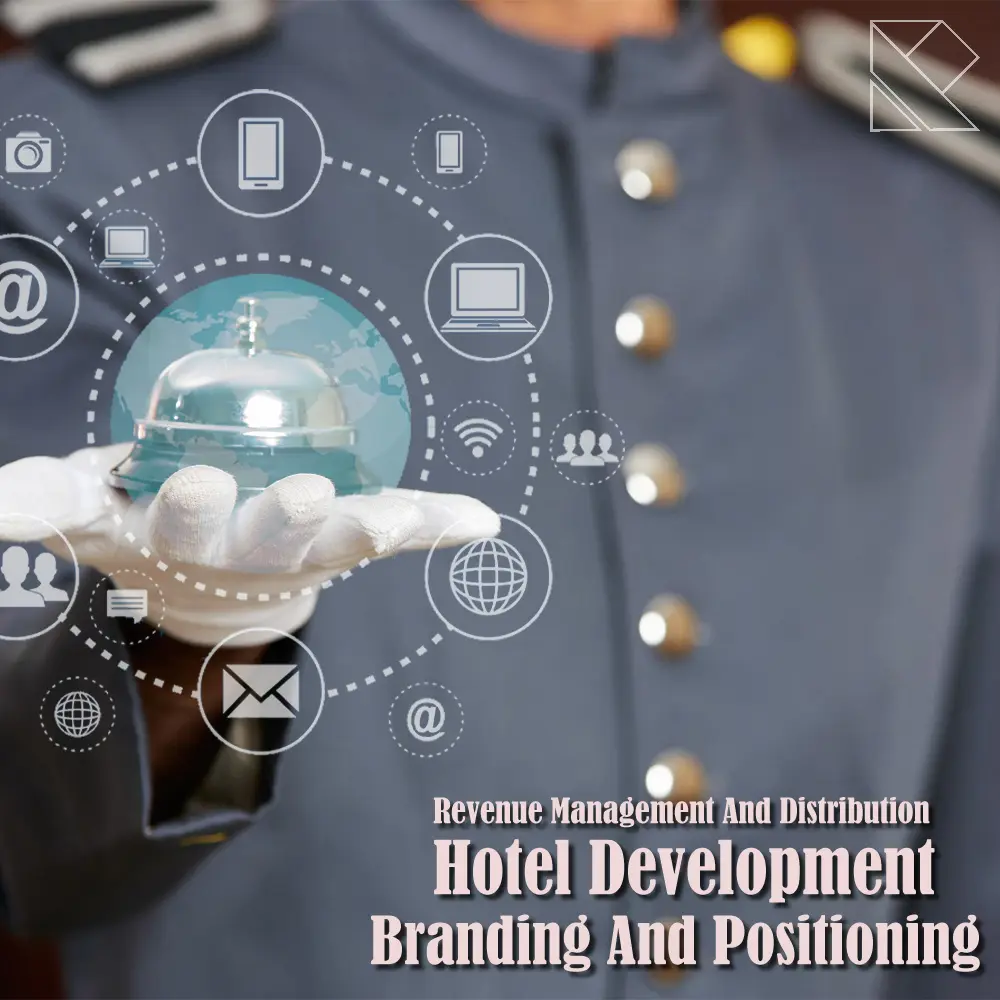 @
@
Revenue Management And Distribution
Hotel Development
Branding And Positioning